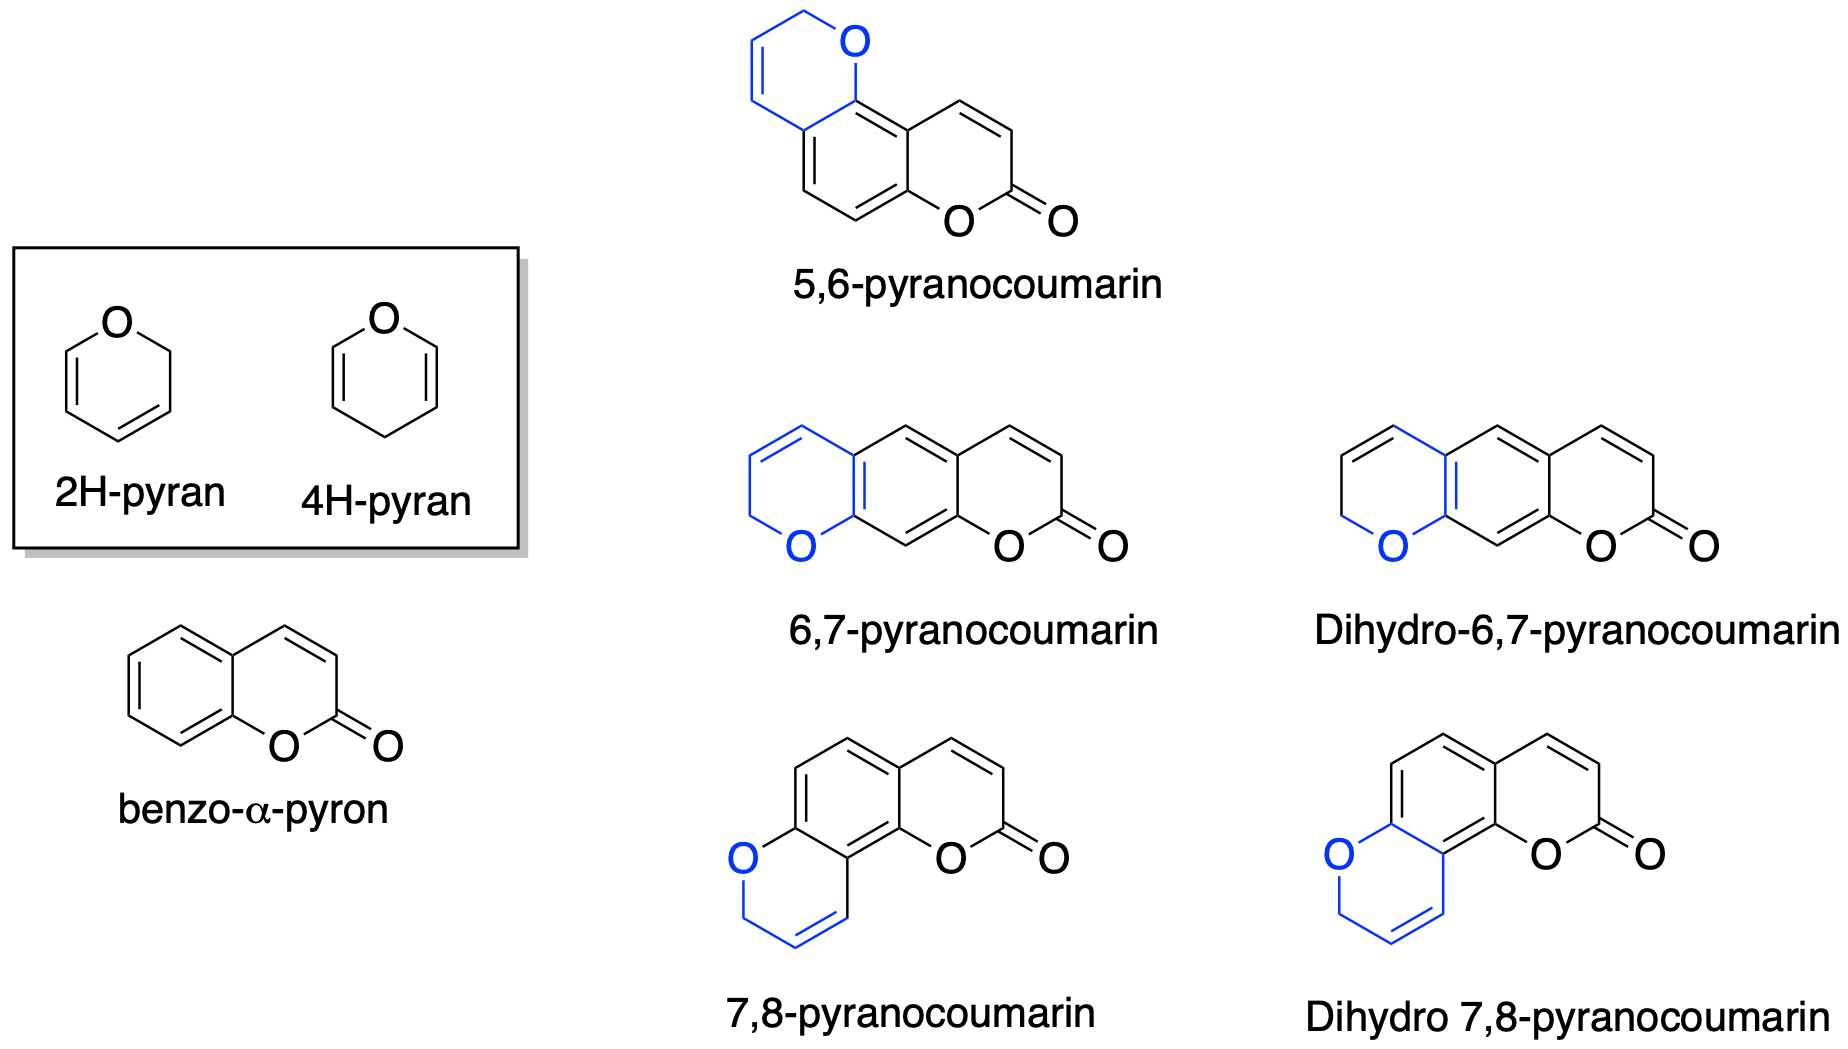 O
O
O
O
5,6-pyranocoumarin
O
O
2H-pyran
4H-pyran
O
O
O
6,7-pyranocoumarin
O
O
O
Dihydro-6,7-pyranocoumarin
O
O
benzo-α-pyron
O
O
O
7,8-pyranocoumarin
O
O
O
Dihydro 7,8-pyranocoumarin